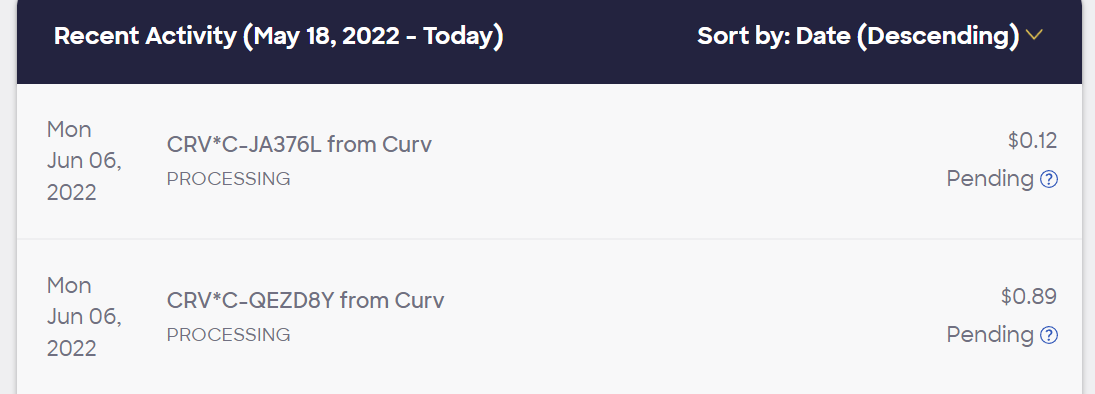 Recent Activity (May 18, 2022 - Today)
Sort by: Date (Descending)
Mon
Jun 06,
2022
CRV*C-JA376L from Curv
PROCESSING
$0.12
Pending ?
Mon
Jun 06,
2022
CRV*C-QEZD8Y from Curv
PROCESSING
$0.89
Pending ?